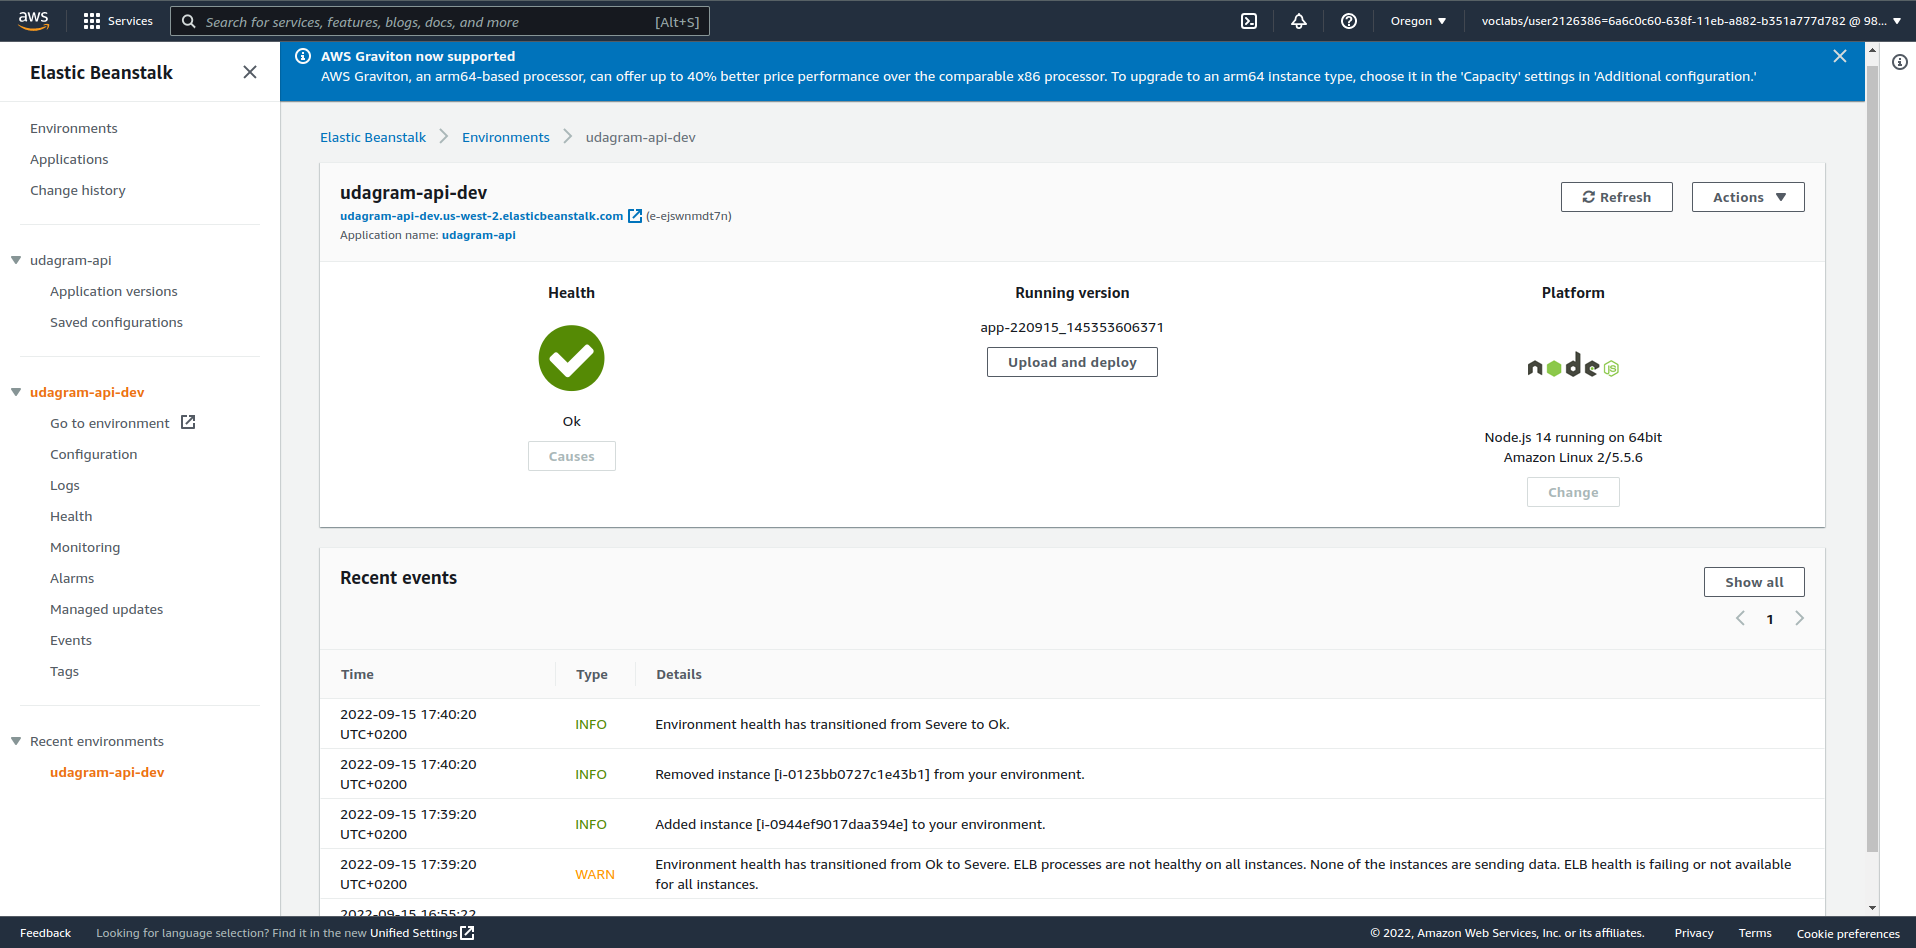 aws
Services
Search for services, features, blogs, docs, and more
[Alt+S]
Oregon
voclabs/user2126386=6a6c0c60-638f-11eb-a882-b351a777d782 @ 98...
Elastic Beanstalk
Environments
Applications
Change history
udagram-api
Application versions
Saved configurations
udagram-api-dev
Go to environment
Configuration
Logs
Health
Monitoring
Alarms
Managed updates
Events
Tags
Recent environments
udagram-api-dev
AWS Graviton now supported
AWS Graviton, an arm64-based processor, can offer up to 40% better price performance over the comparable x86 processor. To upgrade to an arm64 instance type, choose it in the 'Capacity' settings in 'Additional configuration.'
Elastic Beanstalk
Environments
udagram-api-dev
udagram-api-dev
udagram-api-dev.us-west-2.elasticbeanstalk.com (e-ejswnmdt7n)
Application name: udagram-api
Refresh
Actions
Health
Ok
Causes
Running version
app-220915_145353606371
Upload and deploy
Platform
node JS
Node.js 14 running on 64bit
Amazon Linux 2/5.5.6
Change
Recent events
Show all
1
Time
Type
Details
2022-09-15 17:40:20
UTC+0200
INFO
Environment health has transitioned from Severe to Ok.
2022-09-15 17:40:20
UTC+0200
INFO
Removed instance [i-0123bb0727c1e43b1] from your environment.
2022-09-15 17:39:20
UTC+0200
INFO
Added instance [i-0944ef9017daa394e] to your environment.
2022-09-15 17:39:20
UTC+0200
WARN
Environment health has transitioned from Ok to Severe. ELB processes are not healthy on all instances. None of the instances are sending data. ELB health is failing or not available
for all instances.
2022-09-15 16:55:22
Feedback
Looking for language selection? Find it in the new Unified Settings
© 2022, Amazon Web Services, Inc. or its affiliates.
Privacy
Terms
Cookie preferences